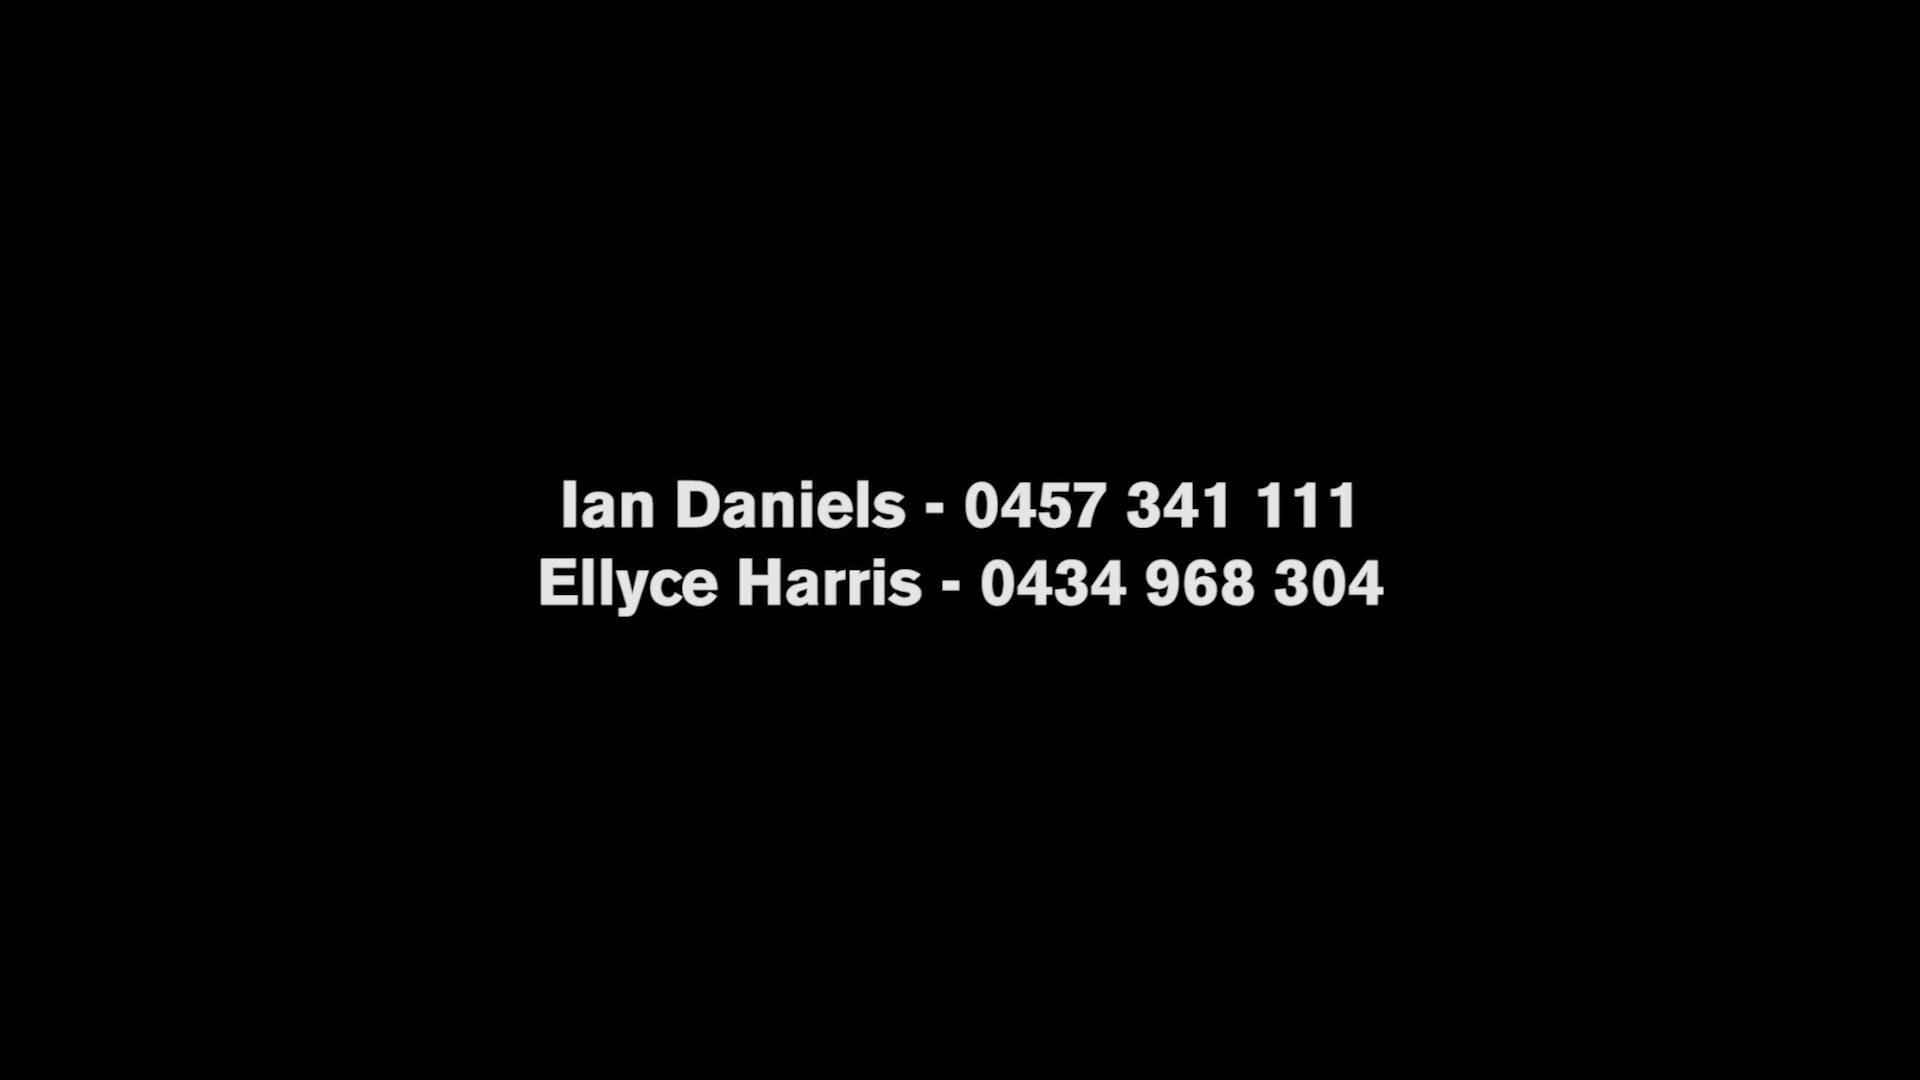 Ian Daniels - 0457 341 111
Ellyce Harris - 0434 968 304